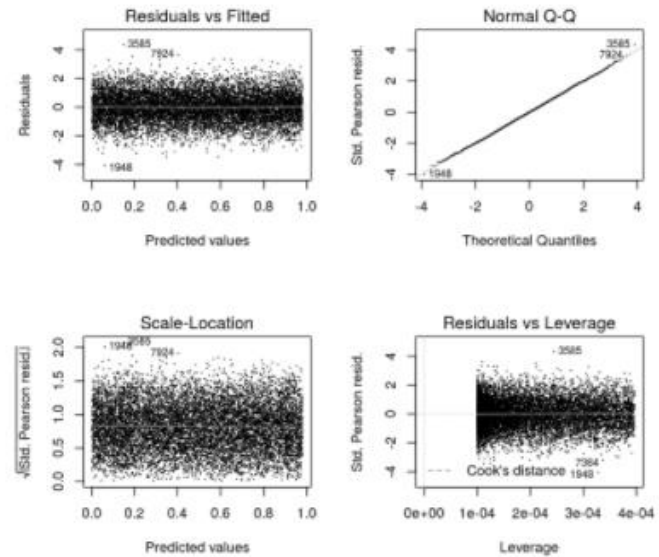 Residuals vs Fitted
Residuals
4
2
0
-2
-4
3585
7924
1948
0.0 0.2 0.4 0.6 0.8 1.0
Predicted values
Normal Q-Q
Std. Pearson resid.
4
2
0
-2
-4
3585
7924
1948
-4 -2 0 2 4
Theoretical Quantiles
Scale-Location
√|Std. Pearson resid.|
2.0
1.5
1.0
0.5
0.0
1948
3585
7924
0.0 0.2 0.4 0.6 0.8 1.0
Predicted values
Residuals vs Leverage
Std. Pearson resid.
4
2
0
-2
-4
3585
7364
Cook's distance
1948
0e+00 1e-04 2e-04 3e-04 4e-04
Leverage